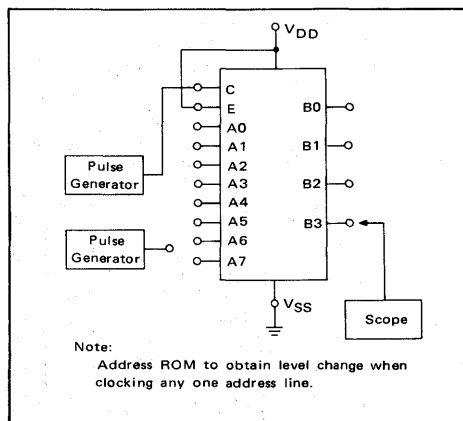 VDD
C
E
A0
A1
A2
A3
A4
A5
A6
A7
B0
B1
B2
B3
Pulse
Generator
Pulse
Generator
VSS
Scope
Note:
Address ROM to obtain level change when
clocking any one address line.